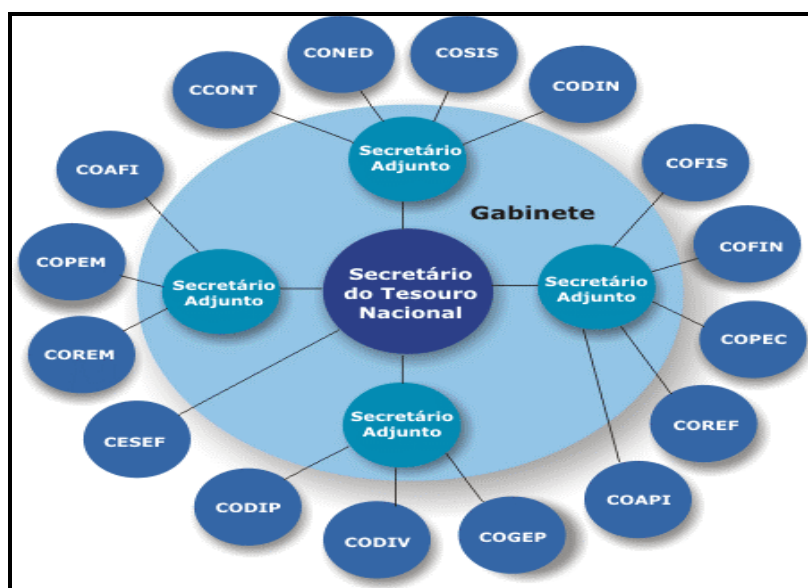 CONED
COSIS
CCONT
CODIN
Secretário
Adjunto
COAFI
COFIS
Gabinete
COPEM
COFIN
Secretário
Adjunto
Secretário
do Tesouro
Nacional
Secretário
Adjunto
COREM
COPEC
CESEF
Secretário
Adjunto
COREF
CODIP
COAPI
CODIV
COGEP